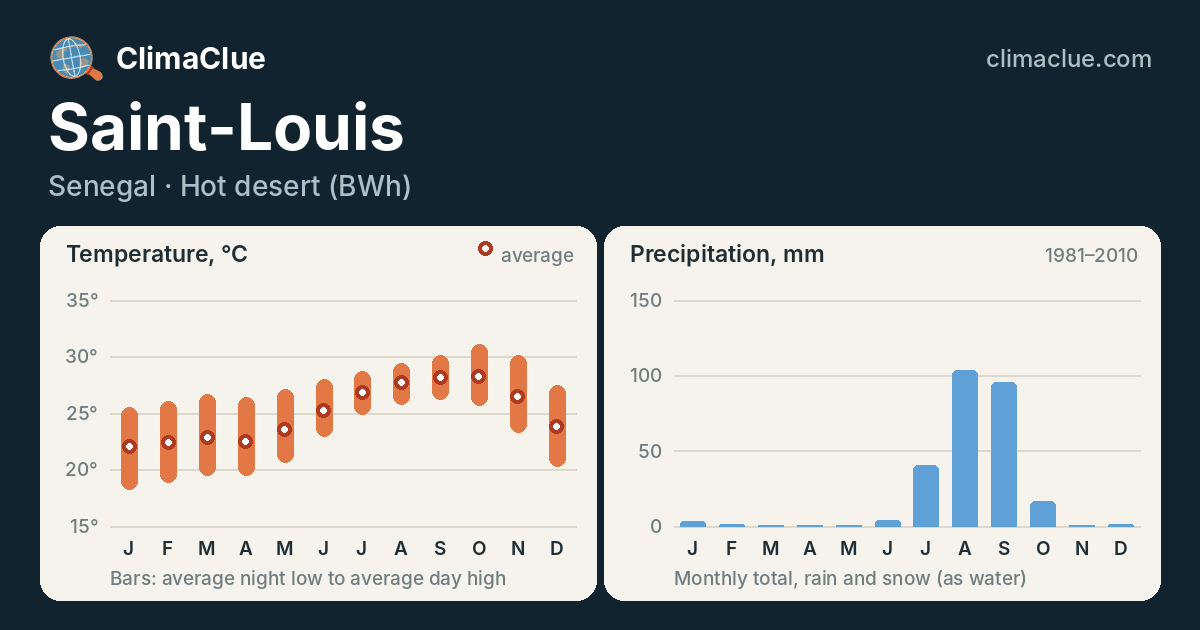 ClimaClue
climaclue.com
Saint-Louis
Senegal · Hot desert (BWh)
Temperature, °C
average
35°
30°
25°
20°
15°
J F M A M J J A S O N D
Bars: average night low to average day high
Precipitation, mm
1981–2010
150
100
50
0
J F M A M J J A S O N D
Monthly total, rain and snow (as water)